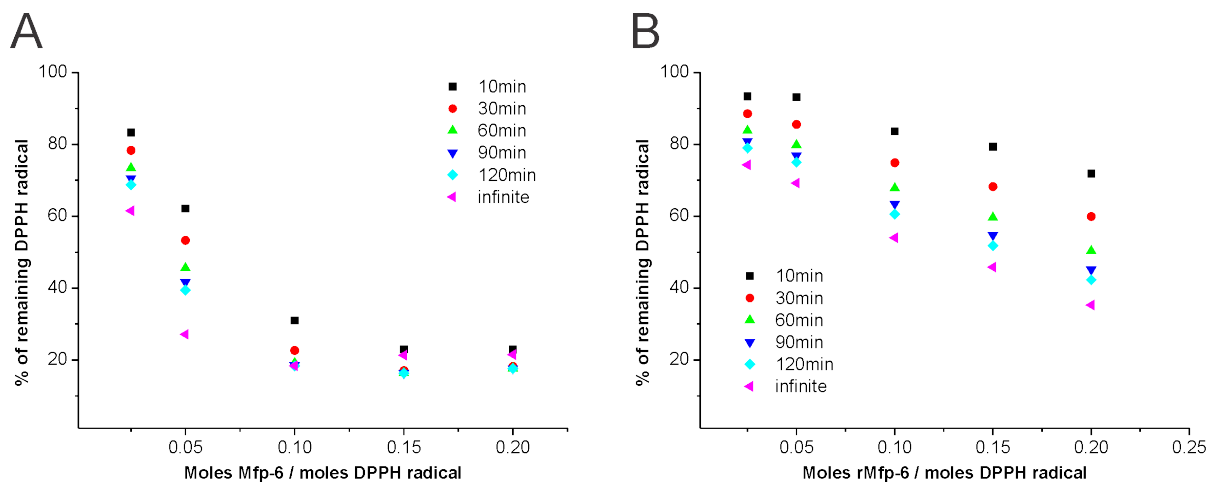 A
% of remaining DPPH radical
100
80
60
40
20
0.05
0.10
0.15
0.20
Moles Mfp-6 / moles DPPH radical
10min
30min
60min
90min
120min
infinite
B
% of remaining DPPH radical
100
80
60
40
20
0.05
0.10
0.15
0.20
0.25
Moles rMfp-6 / moles DPPH radical
10min
30min
60min
90min
120min
infinite